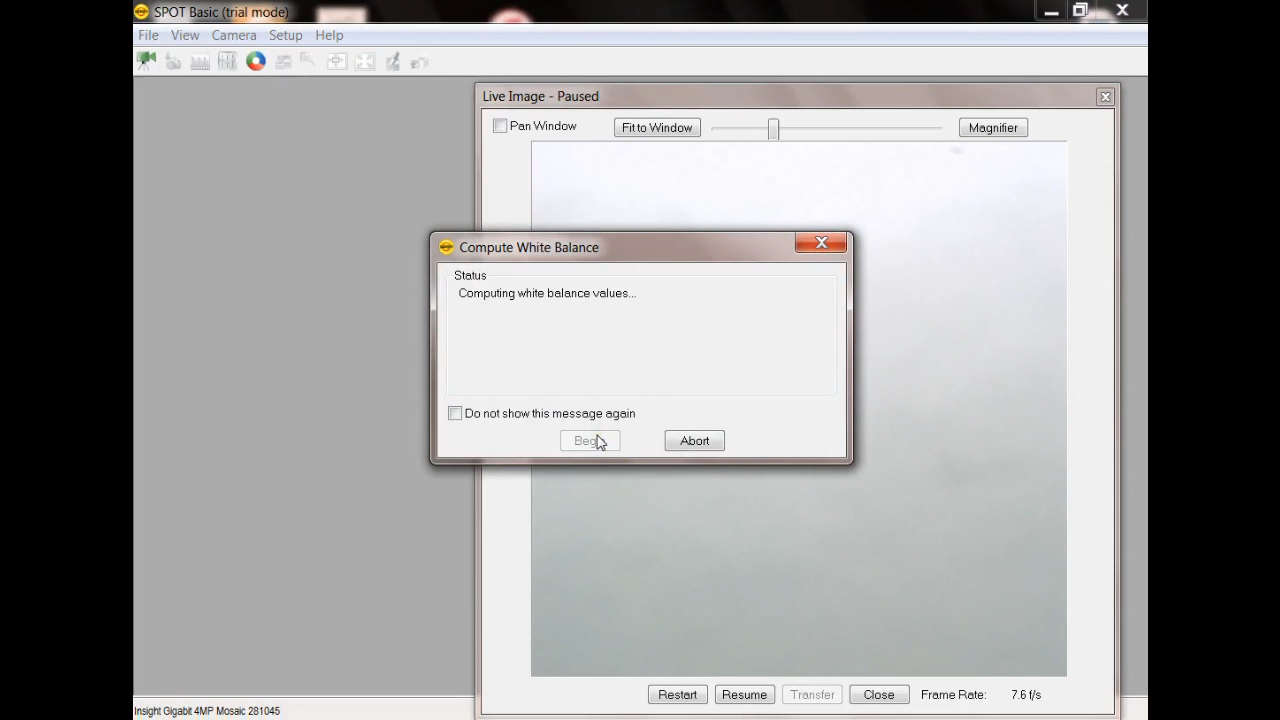 SPOT Basic (trial mode)
File View Camera Setup Help
Live Image - Paused
Pan Window Fit to Window Magnifier
Compute White Balance
Status
Computing white balance values...
Do not show this message again
Abort
Restart Resume Transfer Close Frame Rate: 7.6 f/s
Insight Gigabit 4MP Mosaic 281045